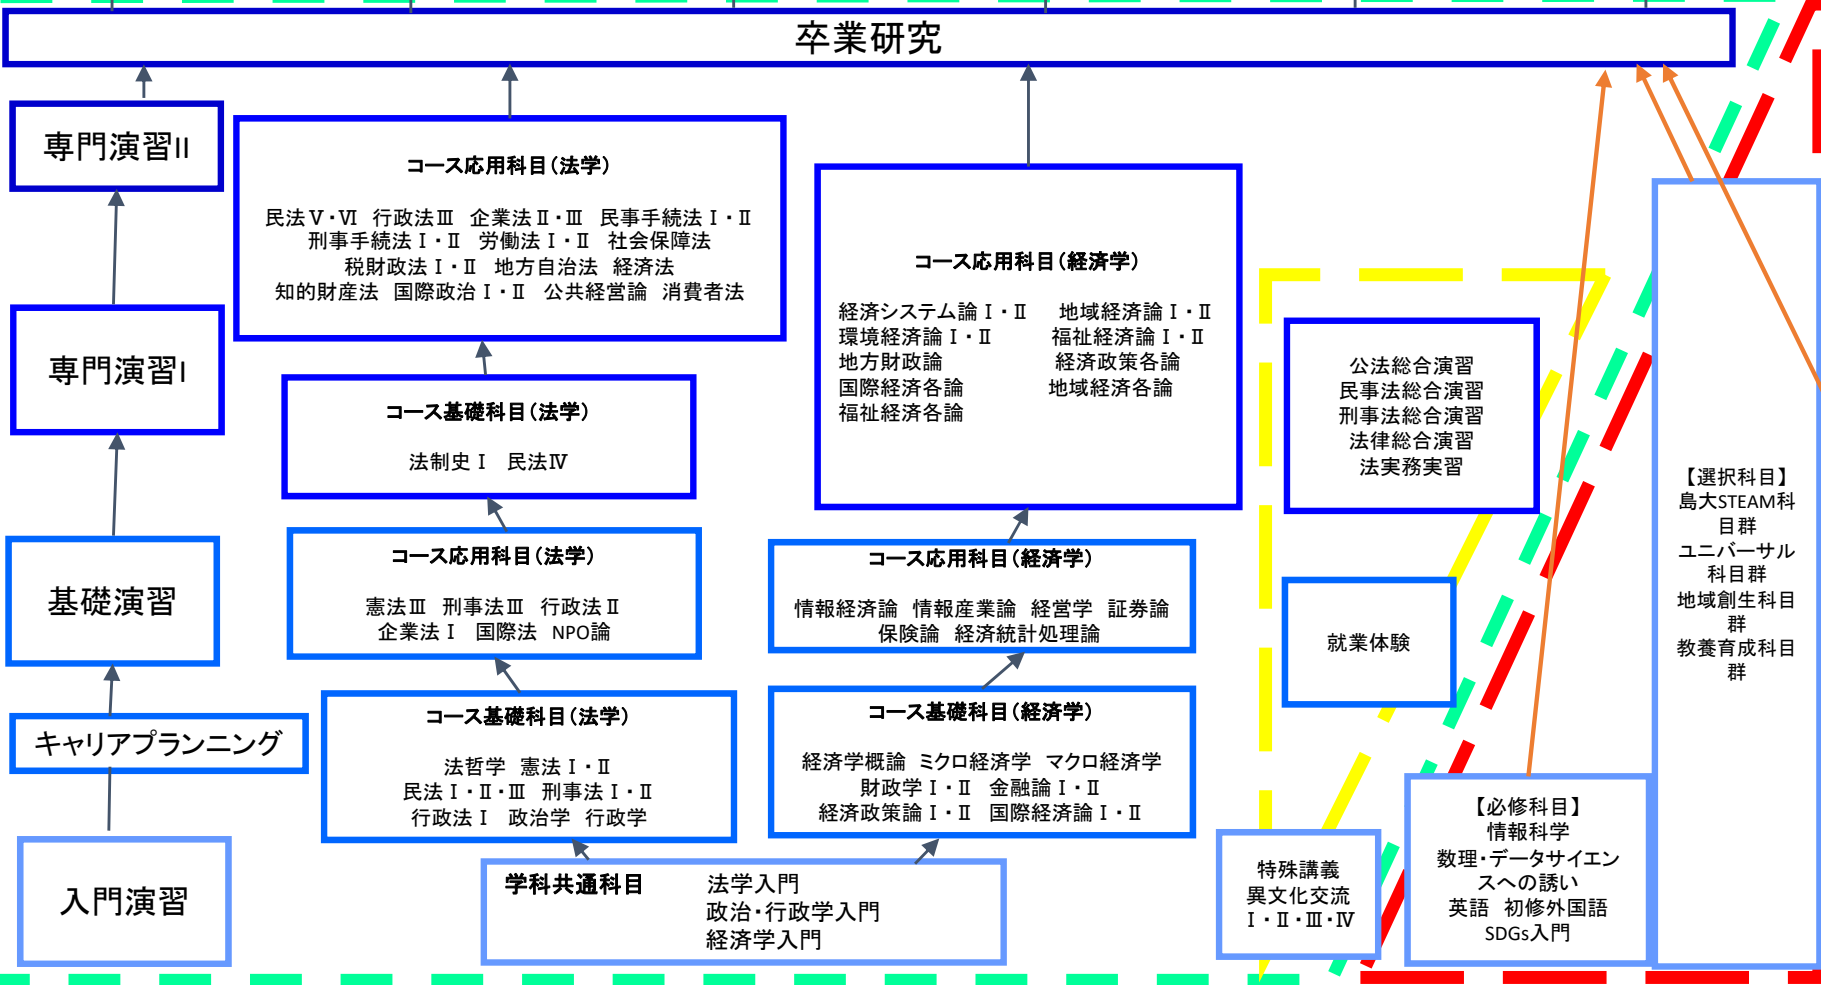 卒業研究
専門演習II
専門演習I
基礎演習
キャリアプランニング
入門演習
コース応用科目（法学）
民法Ⅴ・Ⅵ　行政法Ⅲ　企業法Ⅱ・Ⅲ　民事手続法Ⅰ・Ⅱ
刑事手続法Ⅰ・Ⅱ　労働法Ⅰ・Ⅱ　社会保障法
税財政法Ⅰ・Ⅱ　地方自治法　経済法
知的財産法　国際政治Ⅰ・Ⅱ　公共経営論　消費者法
コース基礎科目（法学）
法制史Ⅰ　民法Ⅳ
コース応用科目（法学）
憲法Ⅲ　刑事法Ⅲ　行政法Ⅱ
企業法Ⅰ　国際法　NPO論
コース基礎科目（法学）
法哲学　憲法Ⅰ・Ⅱ
民法Ⅰ・Ⅱ・Ⅲ　刑事法Ⅰ・Ⅱ
行政法Ⅰ　政治学　行政学
コース応用科目（経済学）
経済システム論Ⅰ・Ⅱ　地域経済論Ⅰ・Ⅱ
環境経済論Ⅰ・Ⅱ　福祉経済論Ⅰ・Ⅱ
地方財政論　経済政策各論
国際経済各論　地域経済各論
福祉経済各論
コース応用科目（経済学）
情報経済論　情報産業論　経営学　証券論
保険論　経済統計処理論
コース基礎科目（経済学）
経済学概論　ミクロ経済学　マクロ経済学
財政学Ⅰ・Ⅱ　金融論Ⅰ・Ⅱ
経済政策論Ⅰ・Ⅱ　国際経済論Ⅰ・Ⅱ
学科共通科目　法学入門
政治・行政学入門
経済学入門
公法総合演習
民事法総合演習
刑事法総合演習
法律総合演習
法実務実習
就業体験
特殊講義
異文化交流
Ⅰ・Ⅱ・Ⅲ・Ⅳ
【必修科目】
情報科学
数理・データサイエン
スへの誘い
英語　初修外国語
SDGs入門
【選択科目】
島大STEAM科
目群
ユニバーサル
科目群
地域創生科目
群
教養育成科目
群